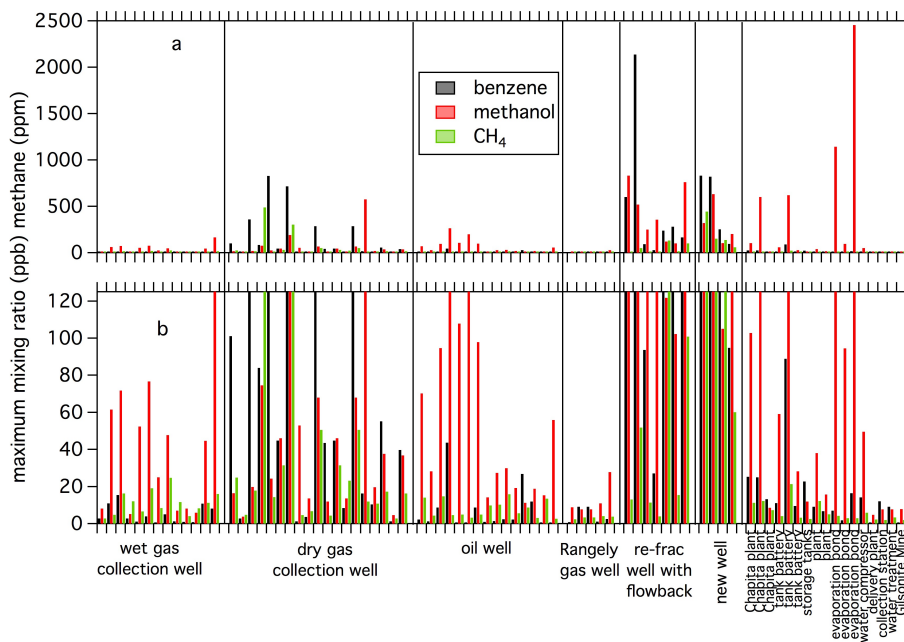 maximum mixing ratio (ppb) methane (ppm)
a
2500
2000
1500
1000
500
0
benzene
methanol
CH4
b
120
100
80
60
40
20
0
wet gas
collection well
dry gas
collection well
oil well
Rangely
gas well
re-frac
well with
flowback
new well
Chapita plant
Chapita plant
Chapita plant
tank battery
tank battery
tank battery
storage tanks
plant
plant
evaporation pond
evaporation pond
evaporation pond
water compressor
delivery plant
collection station
water treatment
Gilsonite Mine